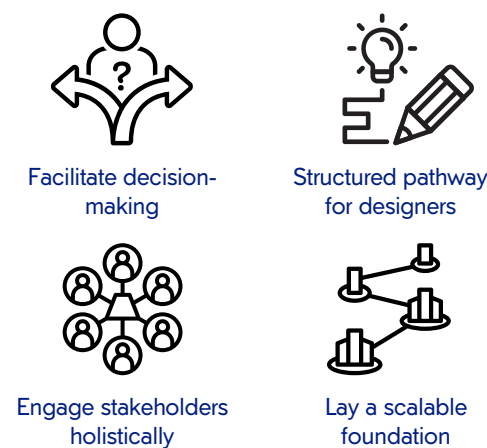 ?
Facilitate decision-
making
Structured pathway
for designers
Engage stakeholders
holistically
Lay a scalable
foundation